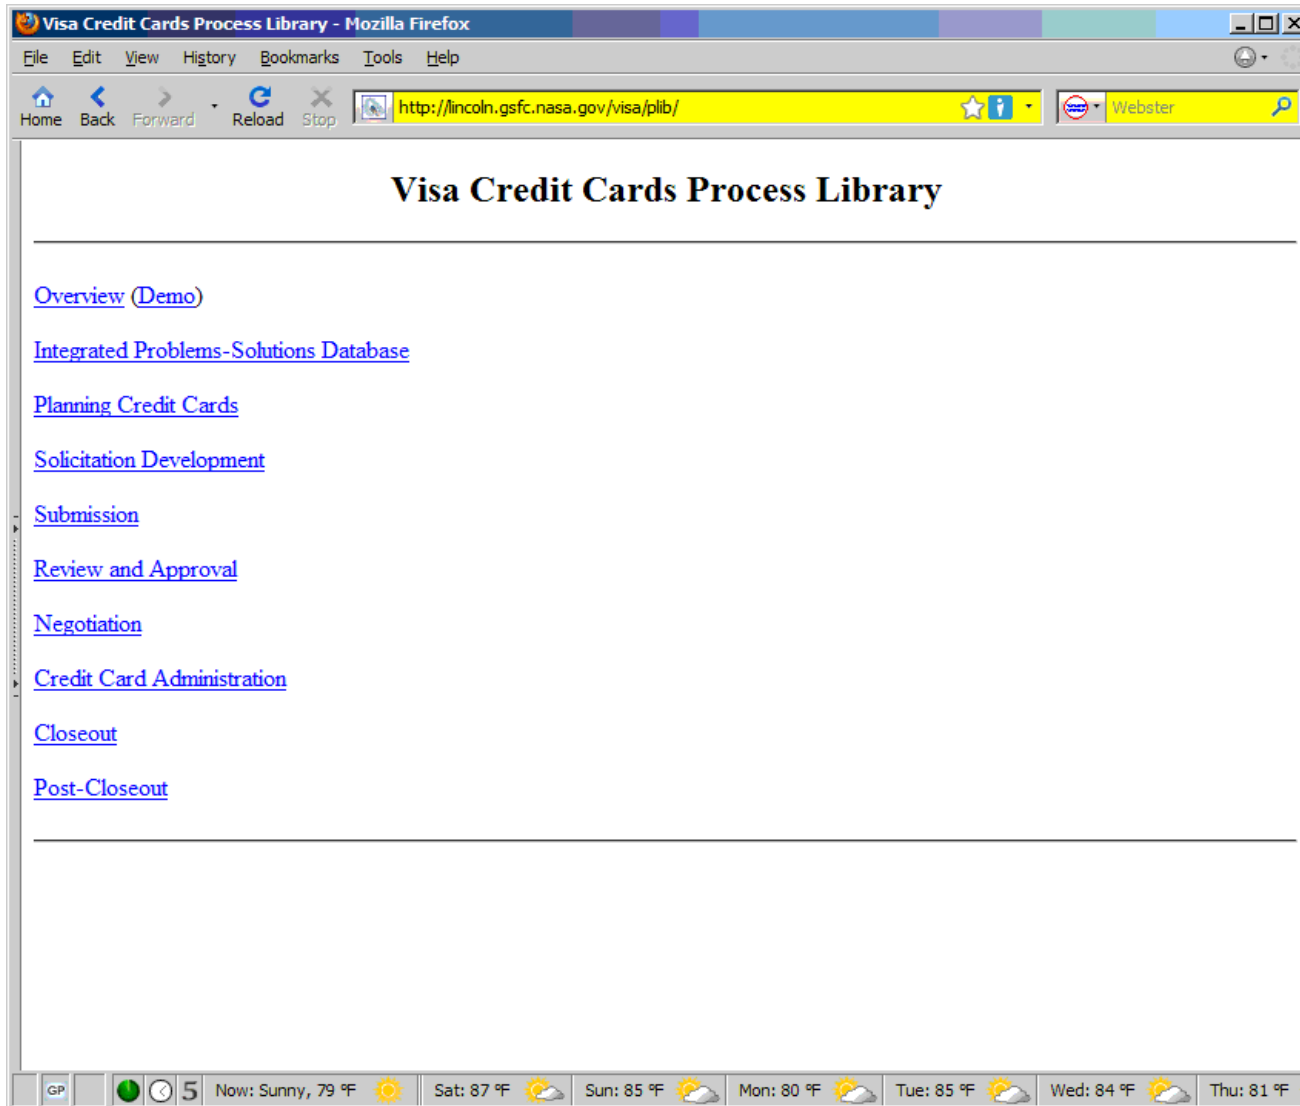 Visa Credit Cards Process Library - Mozilla Firefox
File Edit View History Bookmarks Tools Help
Home Back Forward Reload Stop http://lincoln.gsfc.nasa.gov/visa/plib/ Webster
Visa Credit Cards Process Library
Overview (Demo)
Integrated Problems-Solutions Database
Planning Credit Cards
Solicitation Development
Submission
Review and Approval
Negotiation
Credit Card Administration
Closeout
Post-Closeout
GP 5 Now: Sunny, 79 °F Sat: 87 °F Sun: 85 °F Mon: 80 °F Tue: 85 °F Wed: 84 °F Thu: 81 °F